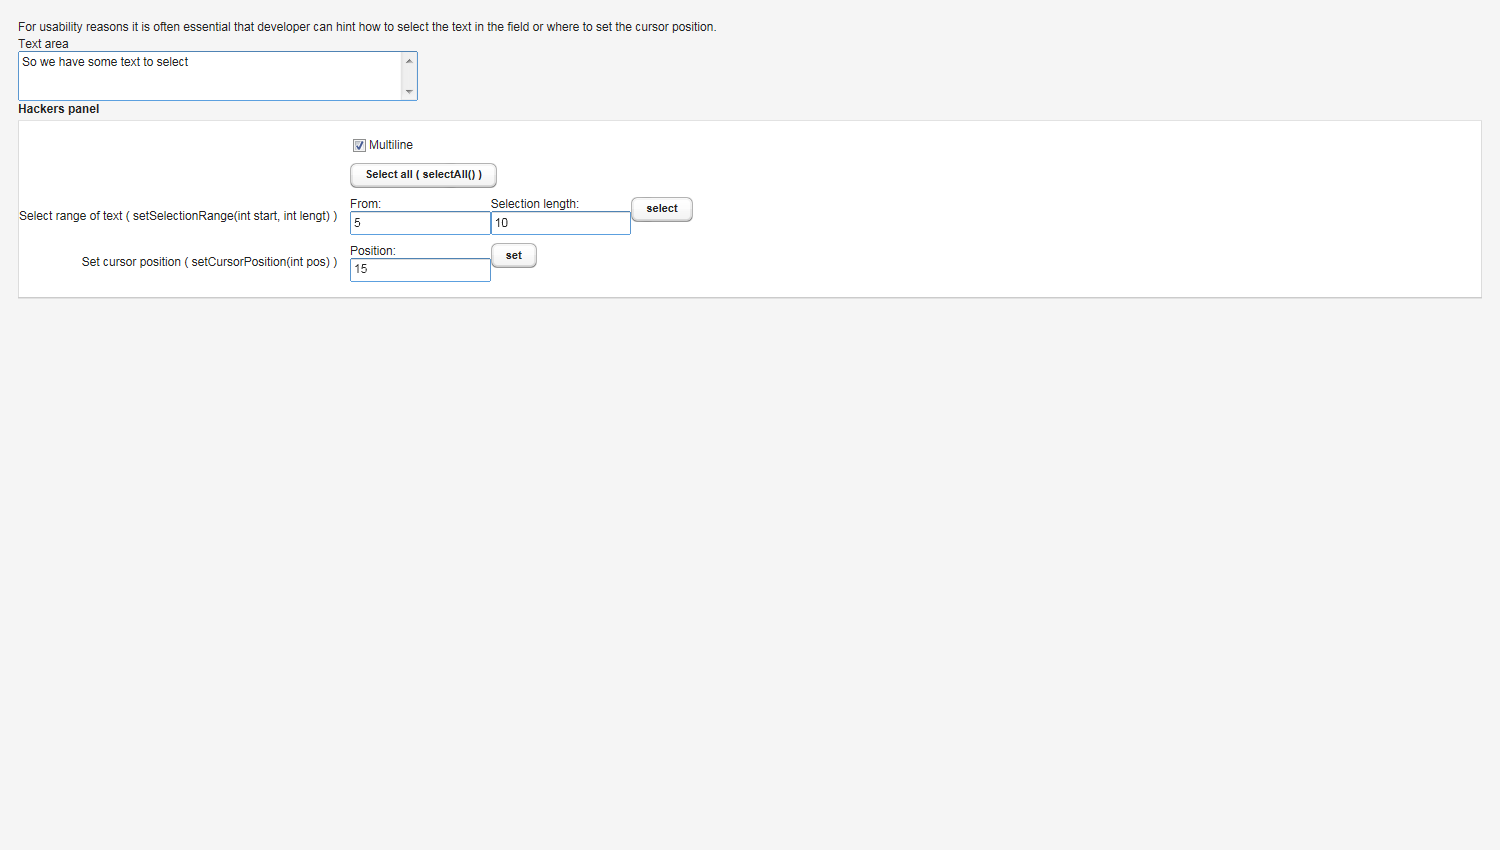 For usability reasons it is often essential that developer can hint how to select the text in the field or where to set the cursor position.
Text area
So we have some text to select
Hackers panel
Multiline
Select all ( selectAll() )
Select range of text ( setSelectionRange(int start, int lengt) )
From:
5
Selection length:
10
select
Set cursor position ( setCursorPosition(int pos) )
Position:
15
set